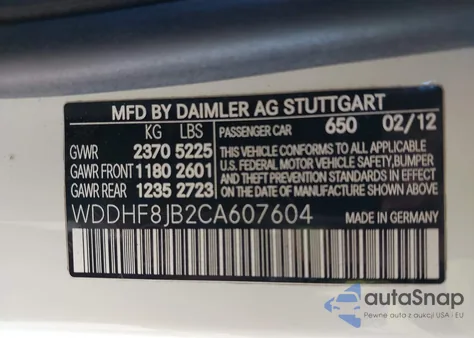 MFD BY DAIMLER AG STUTTGART
KG LBS PASSENGER CAR 650 02/12
GVWR 2370 5225
GAWR FRONT 1180 2601
GAWR REAR 1235 2723
THIS VEHICLE CONFORMS TO ALL APPLICABLE
U.S. FEDERAL MOTOR VEHICLE SAFETY, BUMPER,
AND THEFT PREVENTION STANDARDS IN EFFECT
ON THE DATE OF MANUFACTURE SHOWN ABOVE.
MADE IN GERMANY
WDDHF8JB2CA607604
autaSnap
Pewne auta z aukcji USA i EU